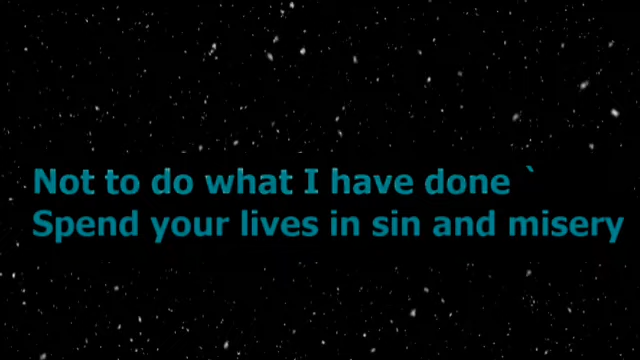 Not to do what I have done `
Spend your lives in sin and misery